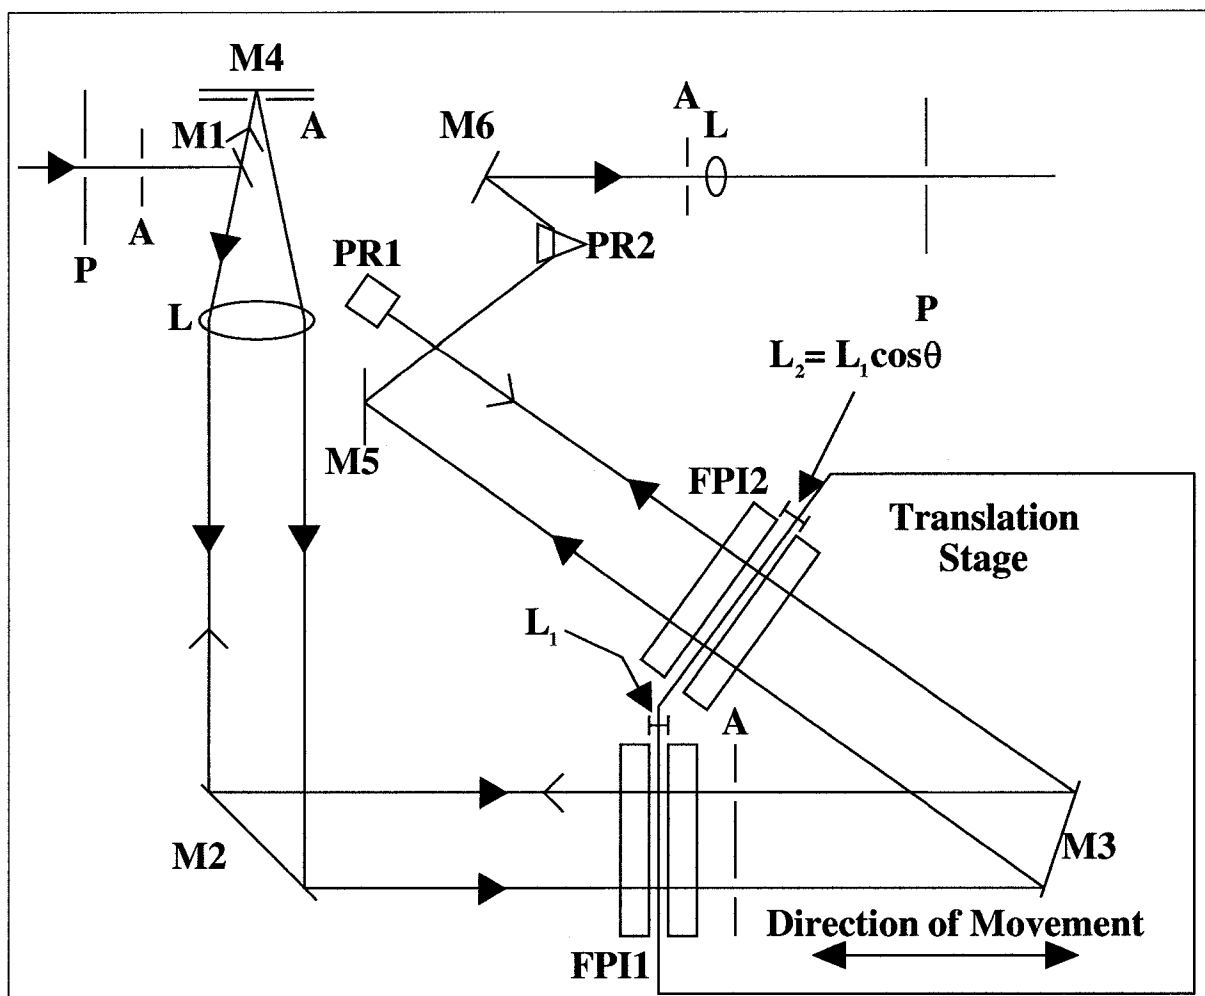 M4
A
M1
A
P
M6
A
L
PR1
PR2
P
L
L₂= L₁cosθ
M5
FPI2
Translation
Stage
L₁
A
M2
M3
Direction of Movement
FPI1